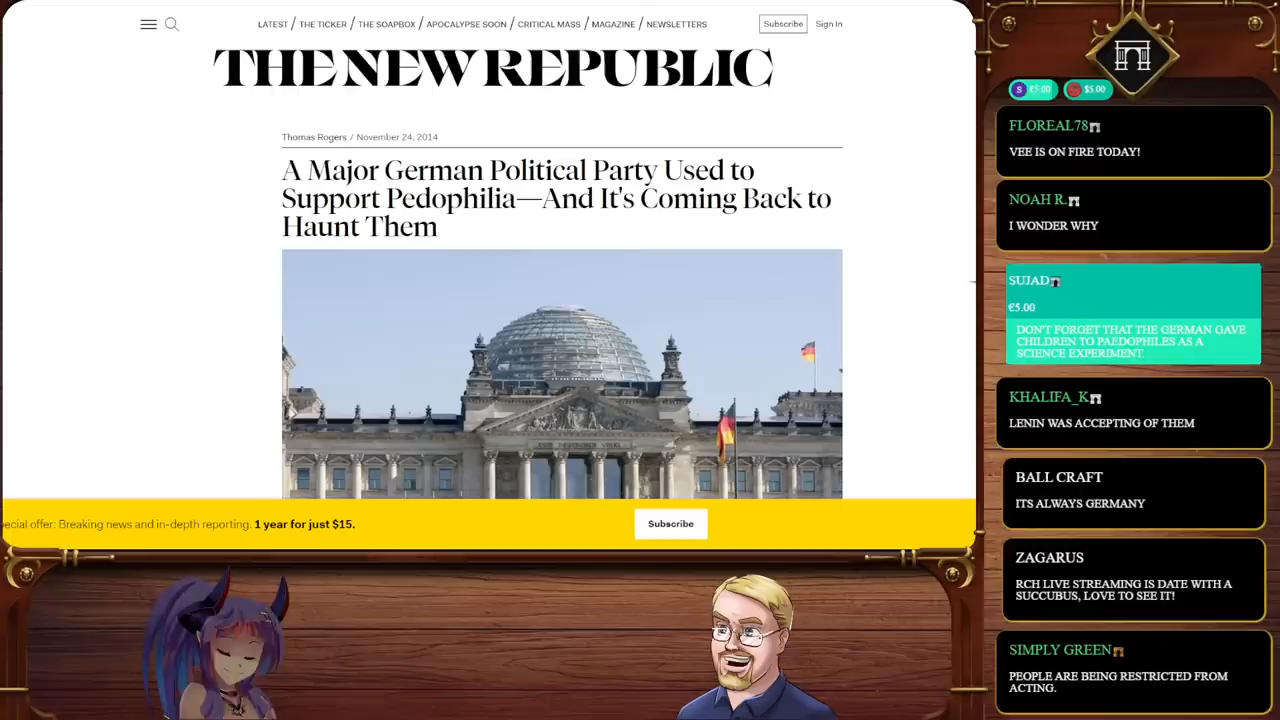 LATEST / THE TICKER / THE SOAPBOX / APOCALYPSE SOON / CRITICAL MASS / MAGAZINE / NEWSLETTERS
Subscribe
Sign In
THE NEW REPUBLIC
Thomas Rogers / November 24, 2014
A Major German Political Party Used to
Support Pedophilia—And It's Coming Back to
Haunt Them
ecial offer: Breaking news and in-depth reporting. 1 year for just $15.
Subscribe
S €5.00
$5.00
FLOREAL78
VEE IS ON FIRE TODAY!
NOAH R.
I WONDER WHY
SUJAD
€5.00
DON'T FORGET THAT THE GERMAN GAVE
CHILDREN TO PAEDOPHILES AS A
SCIENCE EXPERIMENT.
KHALIFA_K
LENIN WAS ACCEPTING OF THEM
BALL CRAFT
ITS ALWAYS GERMANY
ZAGARUS
RCH LIVE STREAMING IS DATE WITH A
SUCCUBUS, LOVE TO SEE IT!
SIMPLY GREEN
PEOPLE ARE BEING RESTRICTED FROM
ACTING.